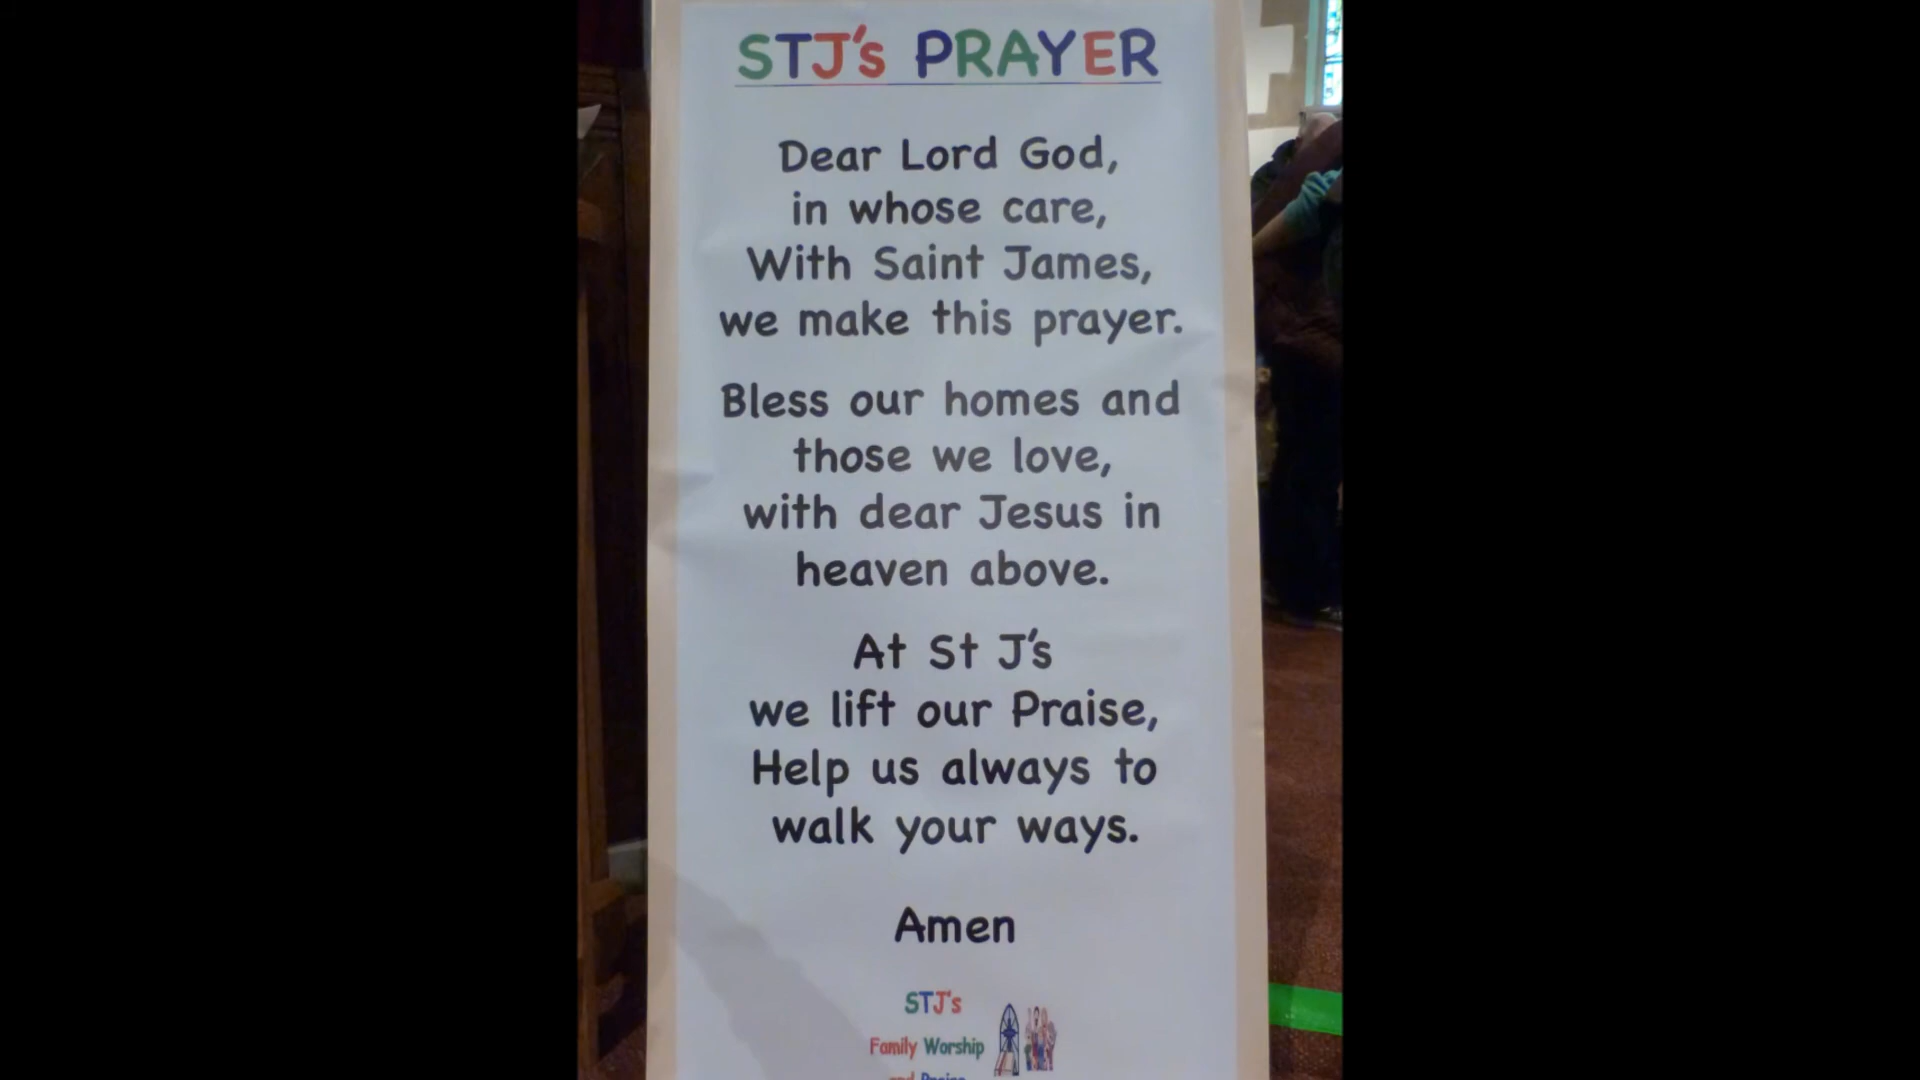 STJ's PRAYER
Dear Lord God,
in whose care,
With Saint James,
we make this prayer.
Bless our homes and
those we love,
with dear Jesus in
heaven above.
At St J's
we lift our Praise,
Help us always to
walk your ways.
Amen
STJ's
Family Worship
and Praise